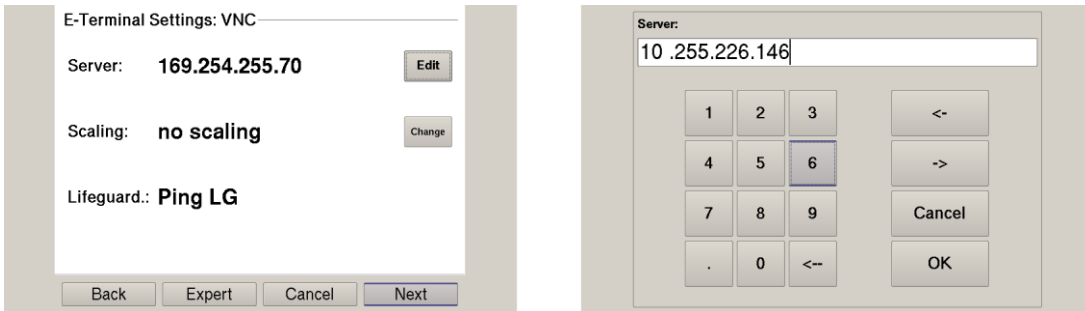 E-Terminal Settings: VNC
Server: 169.254.255.70 Edit
Scaling: no scaling Change
Lifeguard.: Ping LG
Back Expert Cancel Next
Server:
10 .255.226.146
1 2 3 <-
4 5 6 ->
7 8 9 Cancel
. 0 <-- OK